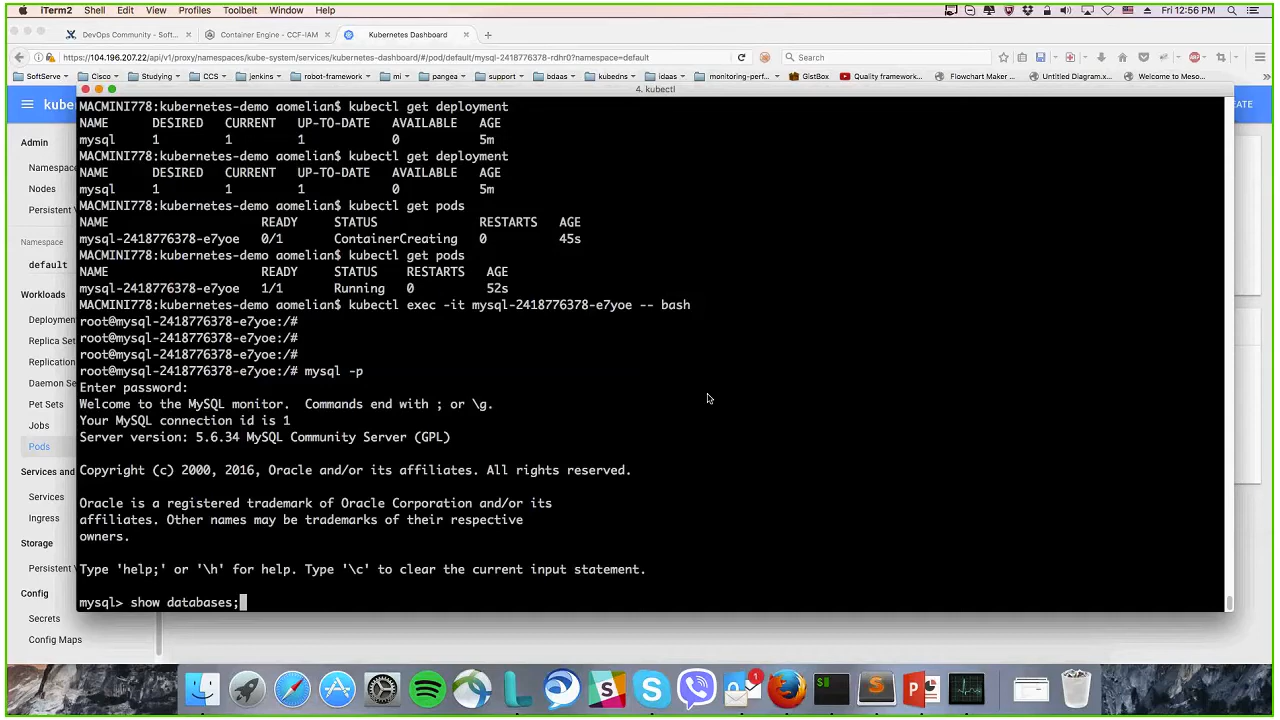 iTerm2 Shell Edit View Profiles Toolbelt Window Help Fri 12:56 PM
DevOps Community - Soft... Container Engine - CCF-IAM Kubernetes Dashboard
https://104.196.207.22/api/v1/proxy/namespaces/kube-system/services/kubernetes-dashboard/#/pod/default/mysql-2418776378-rdhr0?namespace=default Search
SoftServe Cisco Studying CCS jenkins robot-framework mi pangea support bdaas kubedns idaas monitoring-perf... GistBox Quality framework... Flowchart Maker ... Untitled Diagram.x... Welcome to Meso...
4. kubectl
kube
EATE
Admin
Namespac
Nodes
Persistent V
Namespace
default
Workloads
Deploymen
Replica Set
Replication
Daemon Se
Pet Sets
Jobs
Pods
Services and
Services
Ingress
Storage
Persistent V
Config
Secrets
Config Maps
MACMINI778:kubernetes-demo aomelian$ kubectl get deployment
NAME DESIRED CURRENT UP-TO-DATE AVAILABLE AGE
mysql 1 1 1 0 5m
MACMINI778:kubernetes-demo aomelian$ kubectl get deployment
NAME DESIRED CURRENT UP-TO-DATE AVAILABLE AGE
mysql 1 1 1 0 5m
MACMINI778:kubernetes-demo aomelian$ kubectl get pods
NAME READY STATUS RESTARTS AGE
mysql-2418776378-e7yoe 0/1 ContainerCreating 0 45s
MACMINI778:kubernetes-demo aomelian$ kubectl get pods
NAME READY STATUS RESTARTS AGE
mysql-2418776378-e7yoe 1/1 Running 0 52s
MACMINI778:kubernetes-demo aomelian$ kubectl exec -it mysql-2418776378-e7yoe -- bash
root@mysql-2418776378-e7yoe:/#
root@mysql-2418776378-e7yoe:/#
root@mysql-2418776378-e7yoe:/#
root@mysql-2418776378-e7yoe:/# mysql -p
Enter password:
Welcome to the MySQL monitor.  Commands end with ; or \g.
Your MySQL connection id is 1
Server version: 5.6.34 MySQL Community Server (GPL)
Copyright (c) 2000, 2016, Oracle and/or its affiliates. All rights reserved.
Oracle is a registered trademark of Oracle Corporation and/or its
affiliates. Other names may be trademarks of their respective
owners.
Type 'help;' or '\h' for help. Type '\c' to clear the current input statement.
mysql> show databases;
1